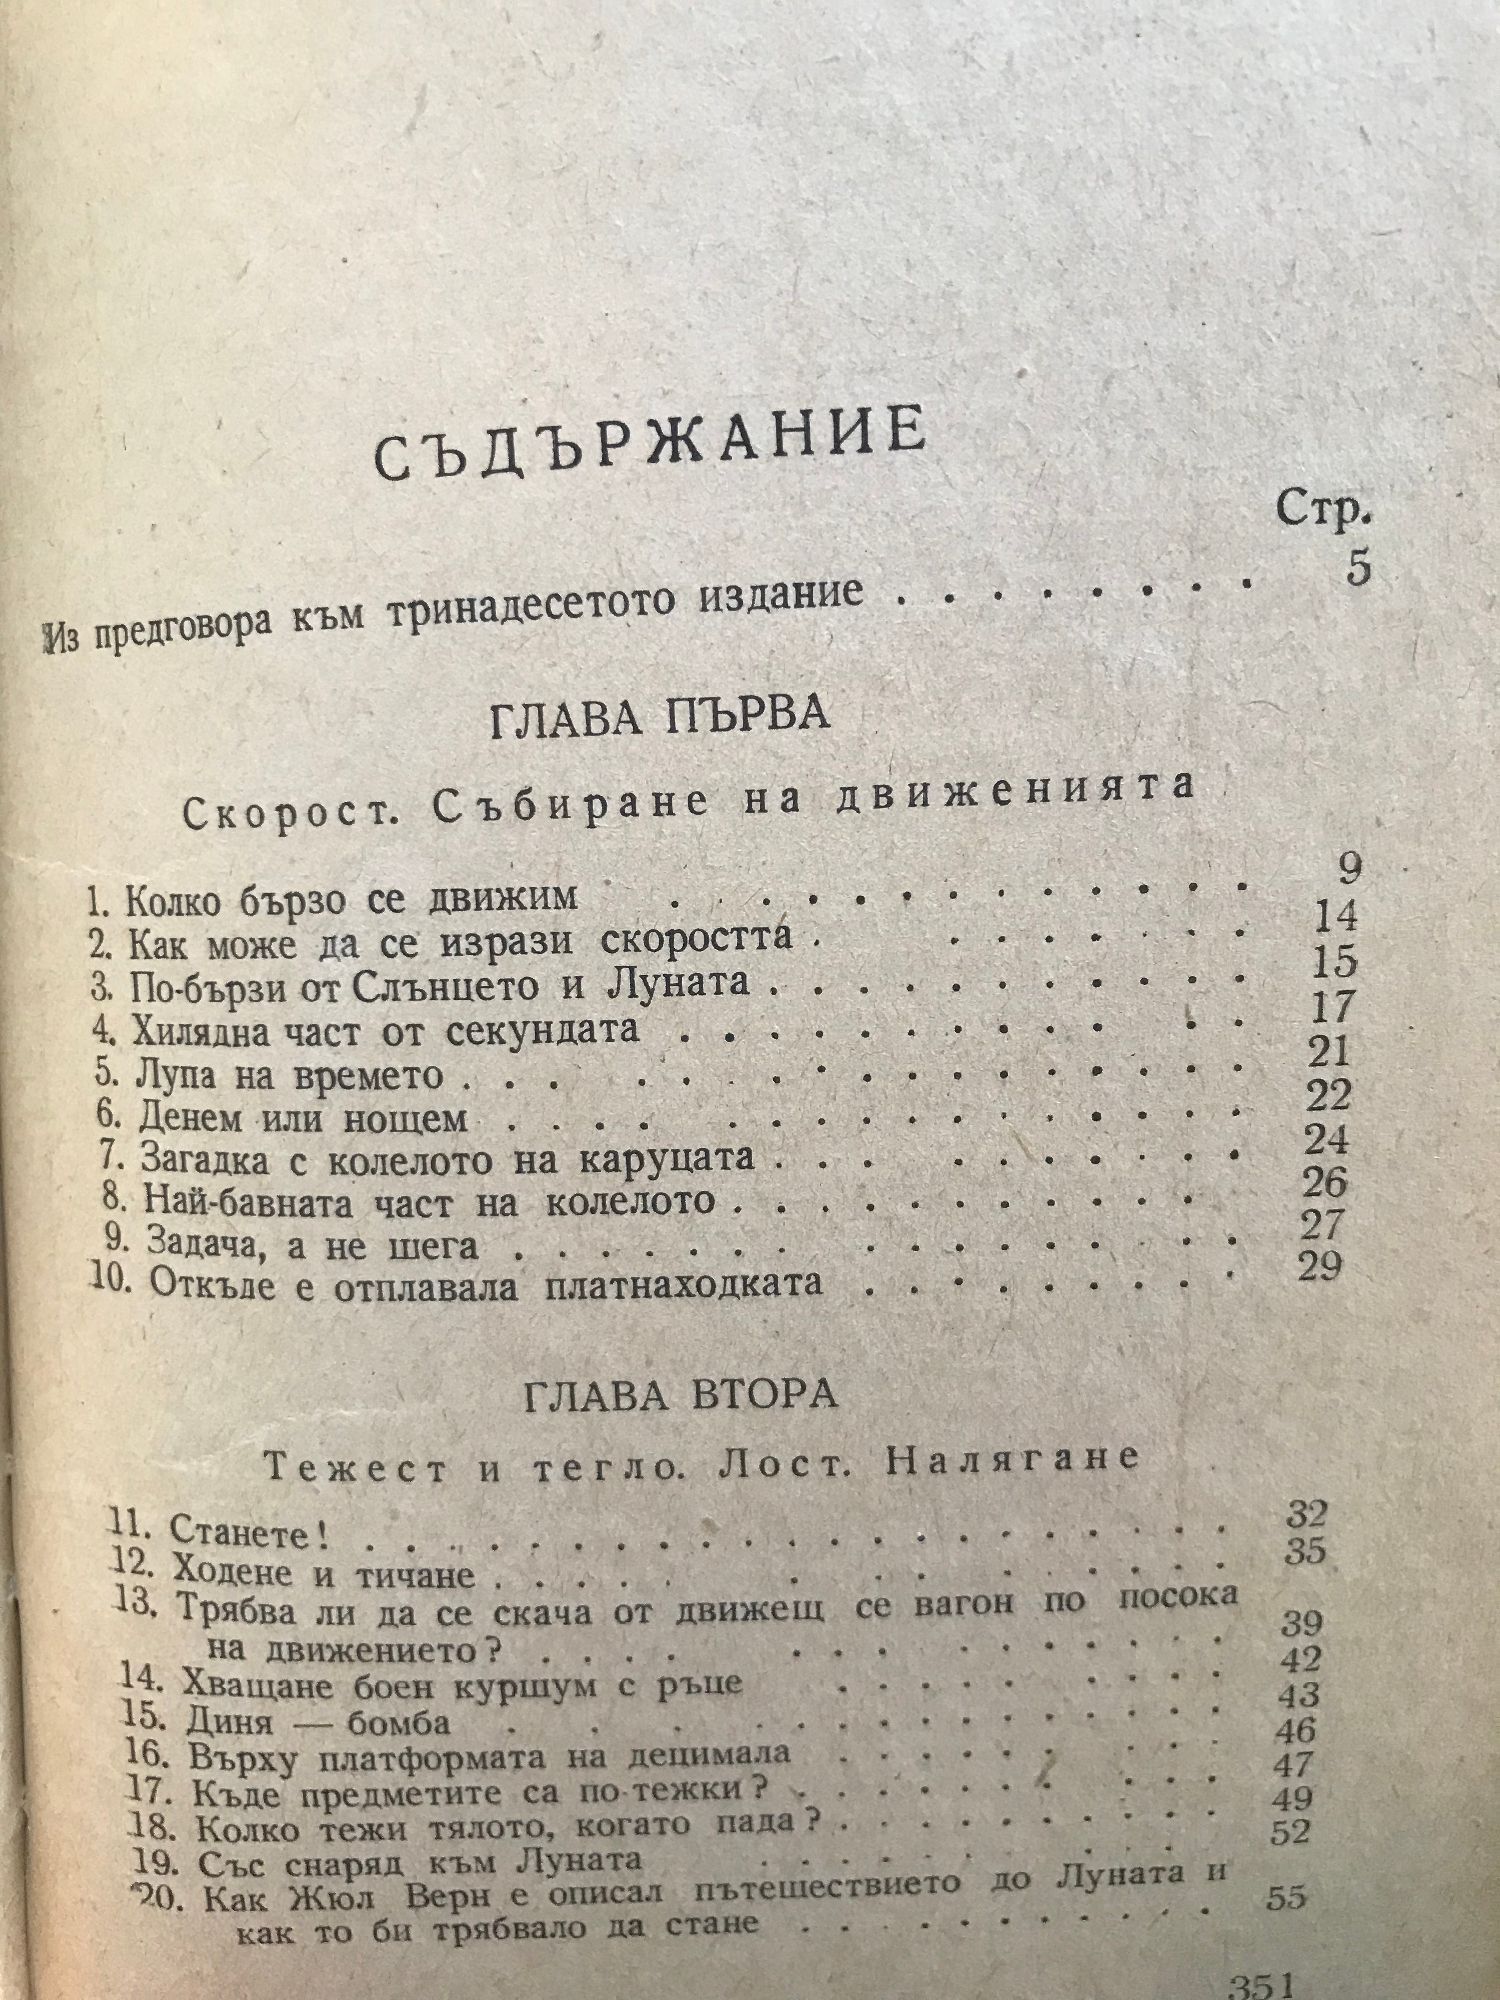 СЪДЪРЖАНИЕ
Стр.
Из предговора към тринадесетото издание . . . . . . . . 5
ГЛАВА ПЪРВА
Скорост. Събиране на движенията
1. Колко бързо се движим . . . . . . . . . . . . 9
2. Как може да се изрази скоростта . . . . . . . . 14
3. По-бързи от Слънцето и Луната . . . . . . . . . . . 15
4. Хилядна част от секундата . . . . . . . . . . . 17
5. Лупа на времето . . . . . . . . . . . . . . . . 21
6. Денем или нощем . . . . . . . . . . . . . . . 22
7. Загадка с колелото на каруцата . . . . . . . . . 24
8. Най-бавната част на колелото . . . . . . . . . . . 26
9. Задача, а не шега . . . . . . . . . . . . . . . 27
10. Откъде е отплавала платнаходката . . . . . . . . 29
ГЛАВА ВТОРА
Тежест и тегло. Лост. Налягане
11. Станете! . . . . . . . . . . . . . . . . . . . . 32
12. Ходене и тичане . . . . . . . . . . . . . 35
13. Трябва ли да се скача от движещ се вагон по посока
на движението? . . . . . . . . . . . . . . 39
14. Хващане боен куршум с ръце . . . . . . . . 42
15. Диня — бомба . . . . . . . . . . . . . . . 43
16. Върху платформата на децимала . . . . . . . . 46
17. Къде предметите са по-тежки? . . . . . . . . . 47
18. Колко тежи тялото, когато пада? . . . . . . . . . 49
19. Със снаряд към Луната . . . . . . . . . 52
20. Как Жюл Верн е описал пътешествието до Луната и
как то би трябвало да стане . . . . . . . . . . 55
351